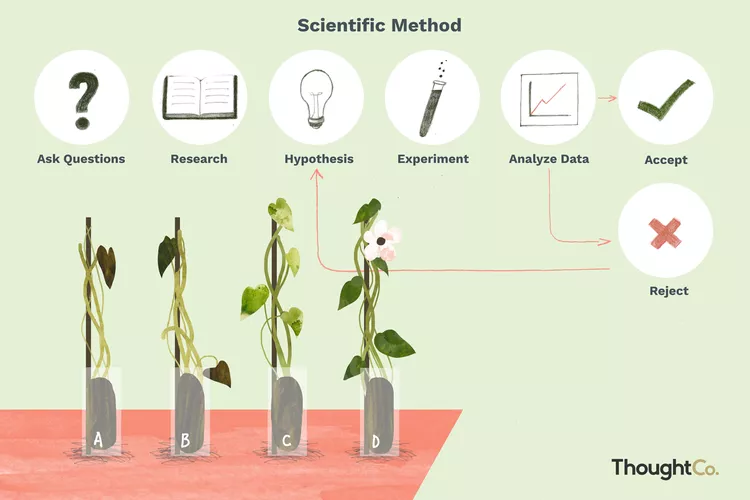 Scientific Method
Ask Questions
Research
Hypothesis
Experiment
Analyze Data
Accept
Reject
A
B
C
D
ThoughtCo.